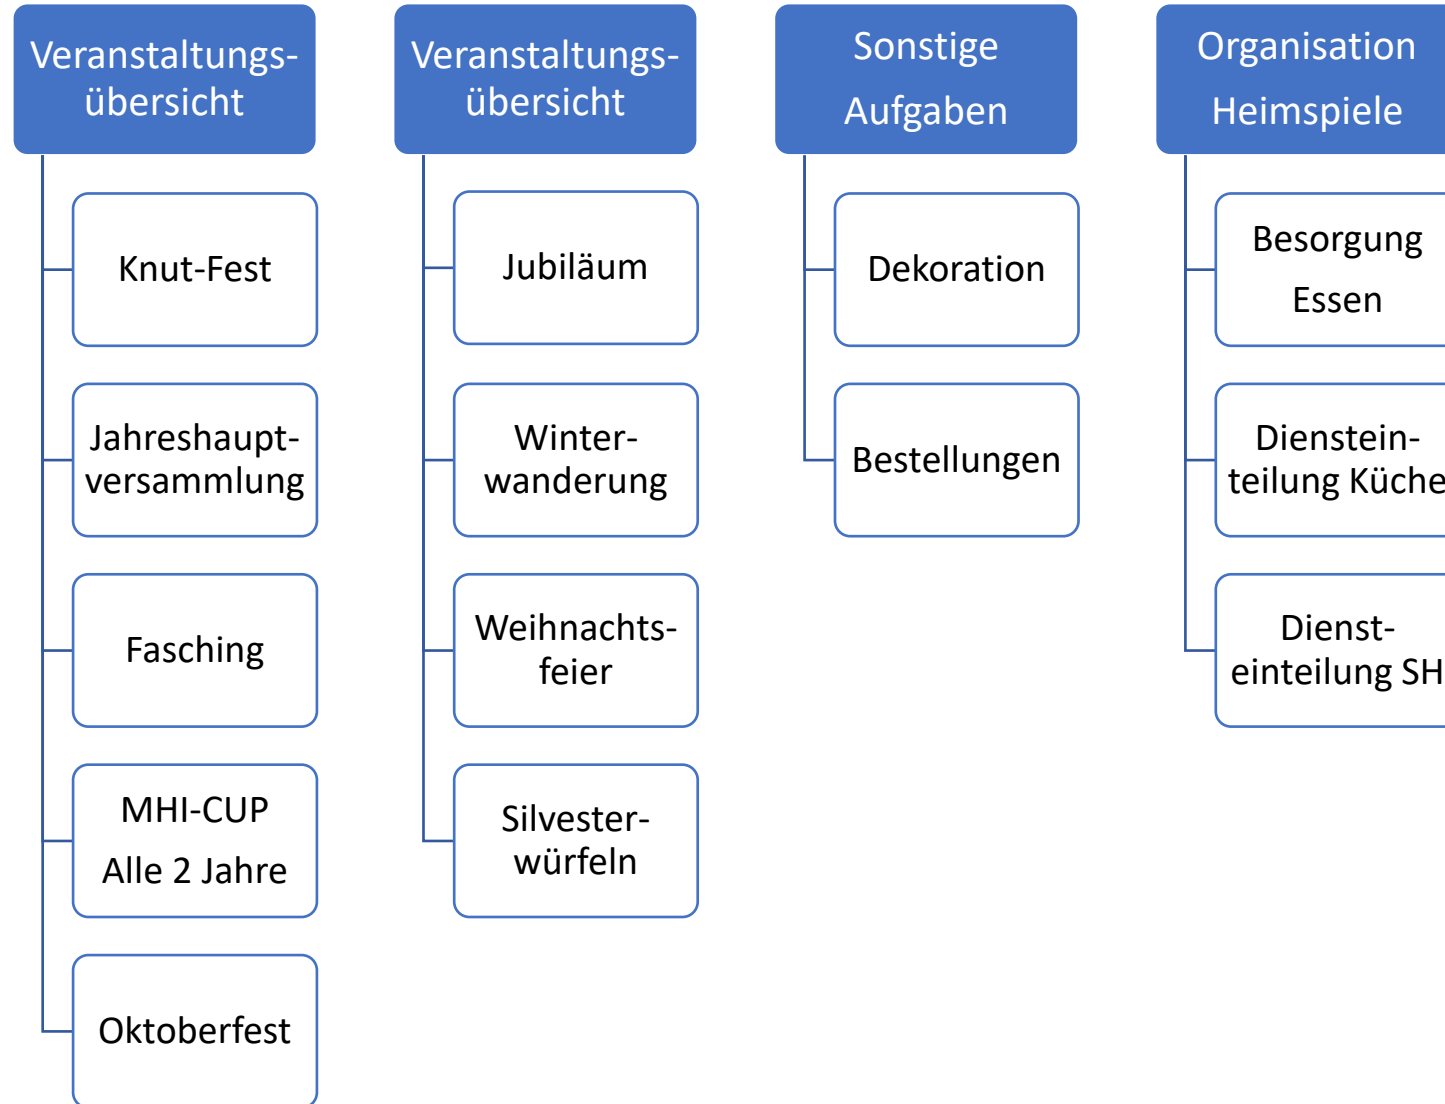 Veranstaltungs-
übersicht
Knut-Fest
Jahreshaupt-
versammlung
Fasching
MHI-CUP
Alle 2 Jahre
Oktoberfest
Veranstaltungs-
übersicht
Jubiläum
Winter-
wanderung
Weihnachts-
feier
Silvester-
würfeln
Sonstige
Aufgaben
Dekoration
Bestellungen
Organisation
Heimspiele
Besorgung
Essen
Dienstein-
teilung Küche
Dienst-
einteilung SH